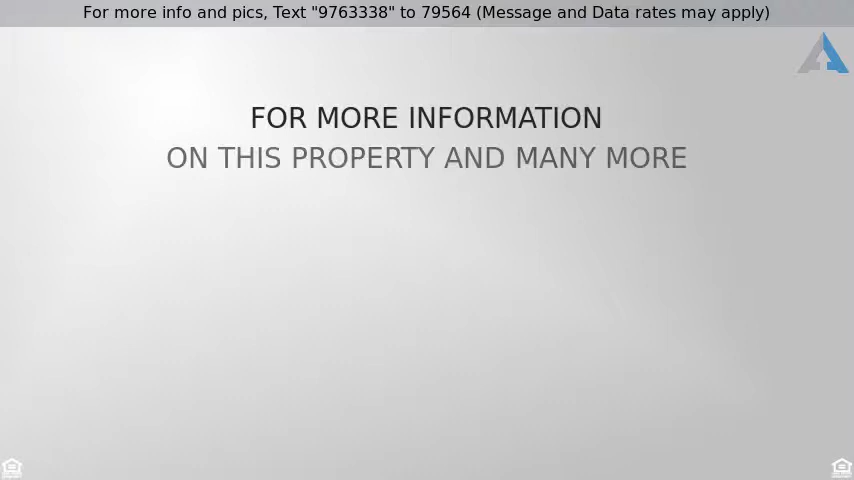 For more info and pics, Text "9763338" to 79564 (Message and Data rates may apply)
FOR MORE INFORMATION
ON THIS PROPERTY AND MANY MORE